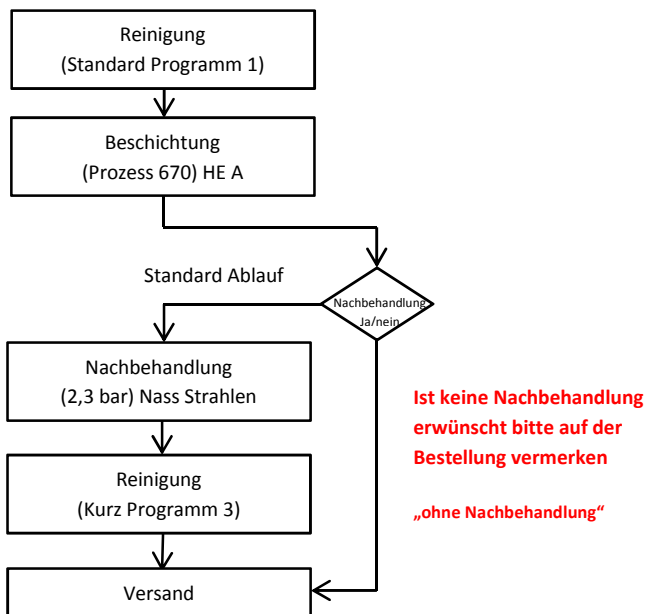 Reinigung
(Standard Programm 1)
Beschichtung
(Prozess 670) HE A
Standard Ablauf
Nachbehandlung
Ja/nein
Nachbehandlung
(2,3 bar) Nass Strahlen
Ist keine Nachbehandlung
erwünscht bitte auf der
Bestellung vermerken
„ohne Nachbehandlung“
Reinigung
(Kurz Programm 3)
Versand